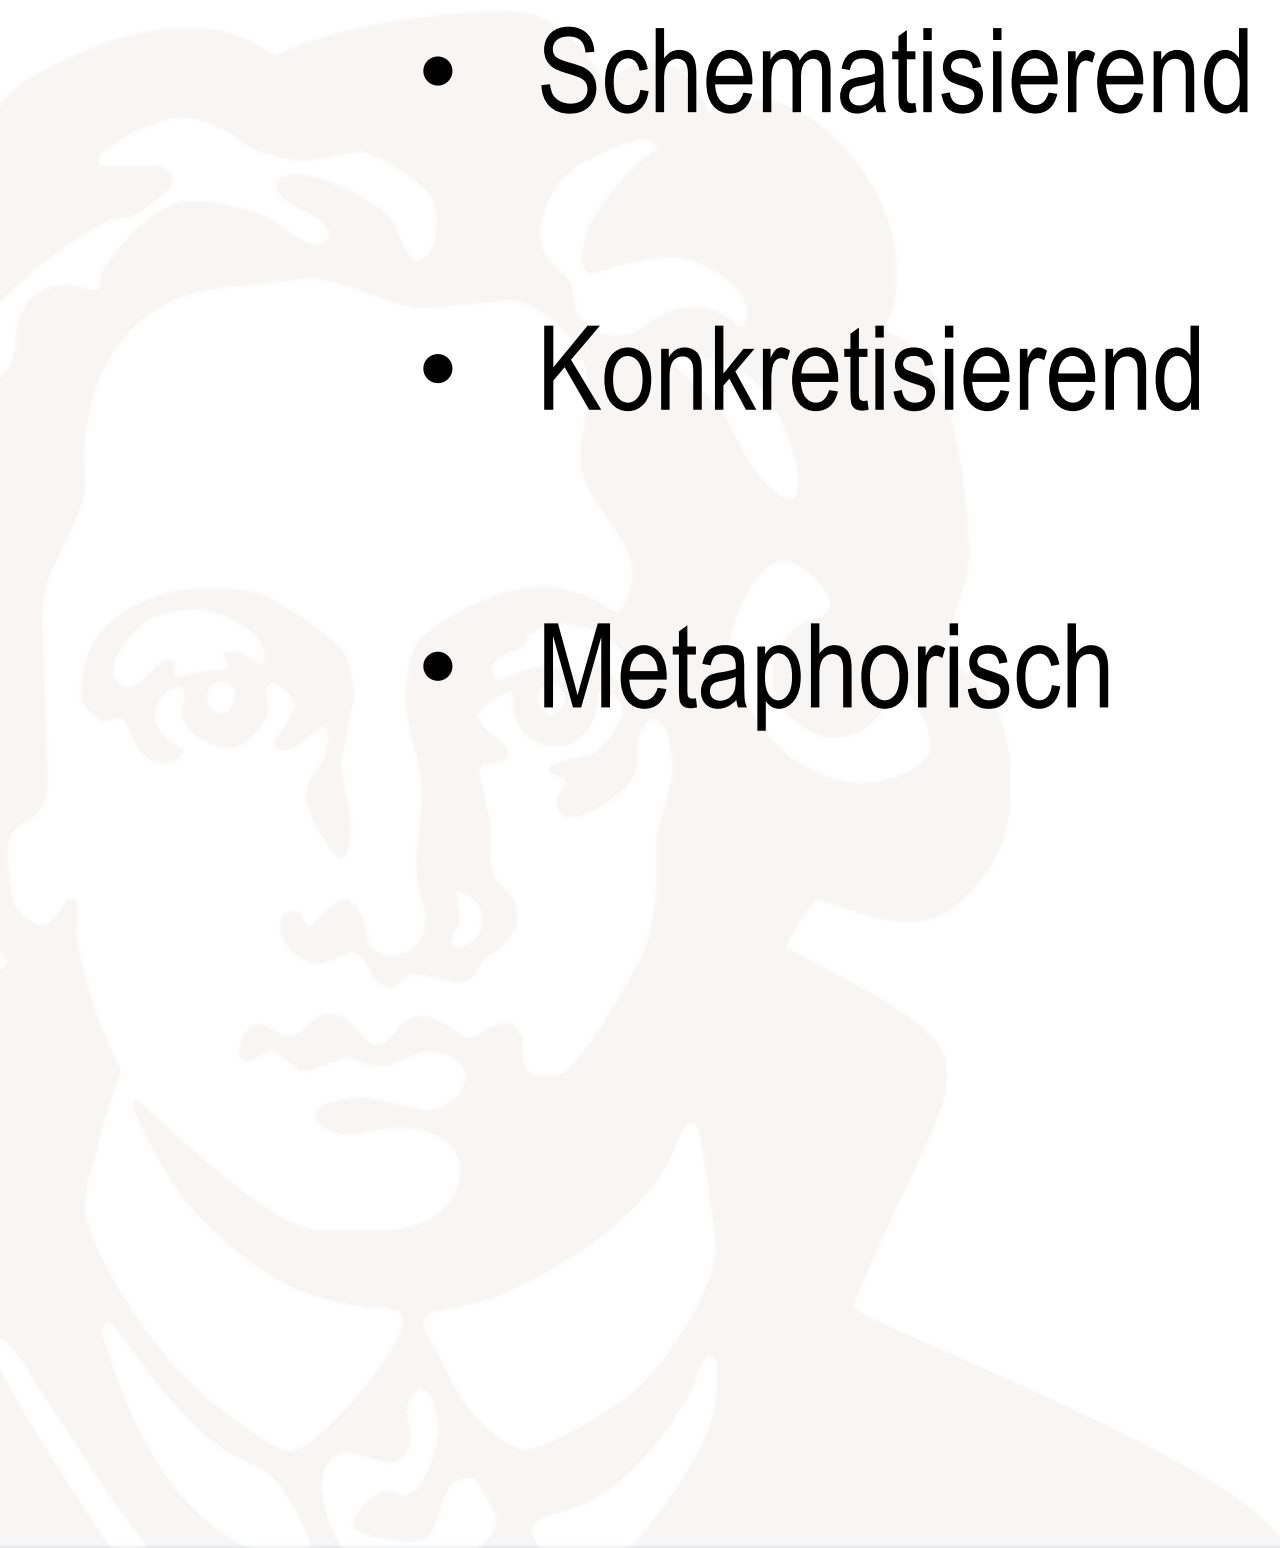 • Schematisierend
• Konkretisierend
• Metaphorisch